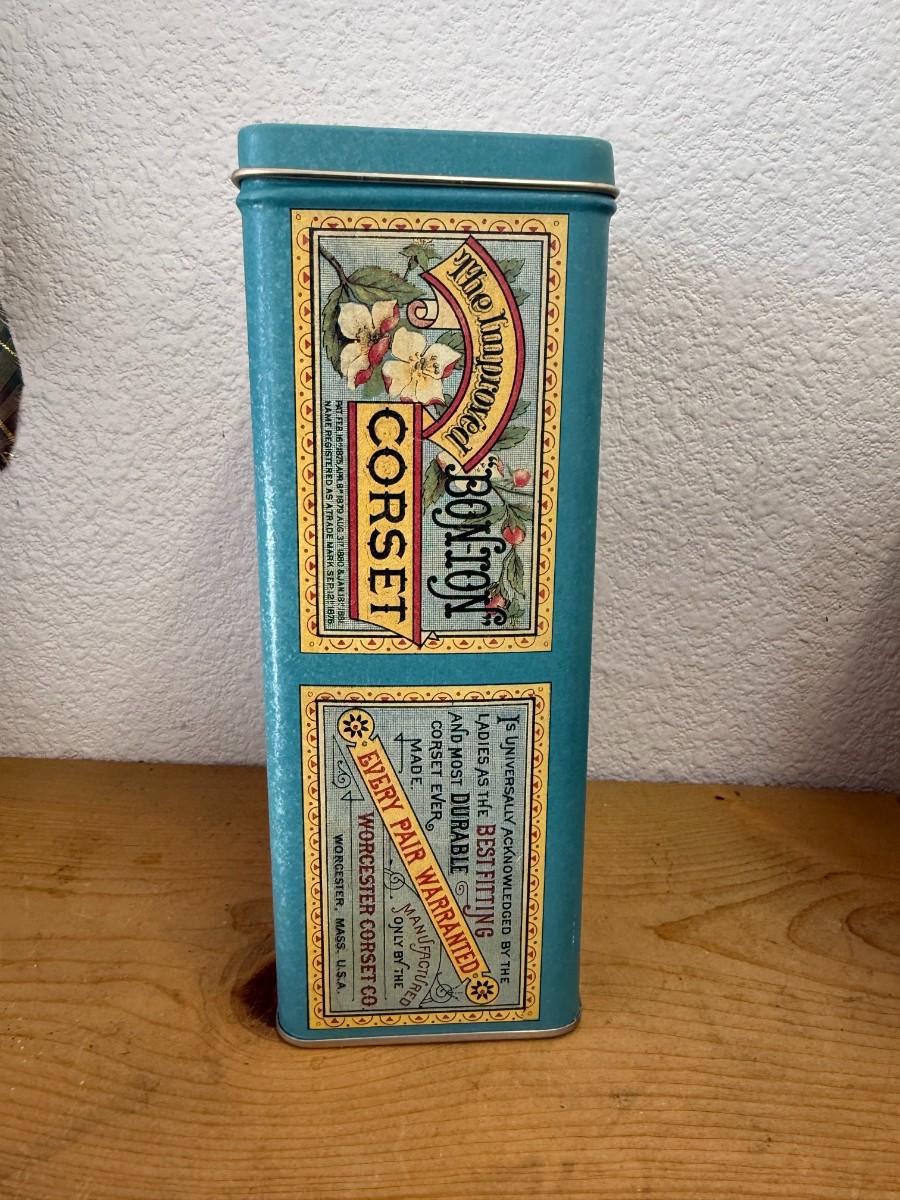 The Improved
"BON-TON"
CORSET
PAT. FEB. 16TH 1875 APR. 8TH 1879 AUG. 31ST 1880 & JAN. 18TH 1881.
NAME REGISTERED AS A TRADE MARK SEP. 12TH 1876.
IS UNIVERSALLY ACKNOWLEDGED BY THE
LADIES AS THE BEST FITTING
AND MOST DURABLE
CORSET EVER
MADE.
EVERY PAIR WARRANTED
MANUFACTURED
ONLY BY THE
WORCESTER CORSET CO.
WORCESTER, MASS. U.S.A.